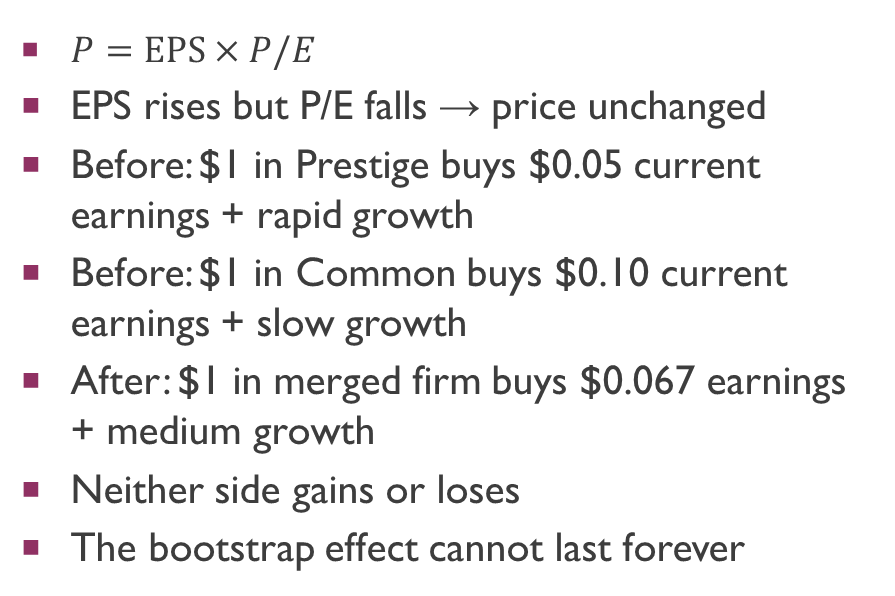 P = EPS × P/E
EPS rises but P/E falls → price unchanged
Before: $1 in Prestige buys $0.05 current
earnings + rapid growth
Before: $1 in Common buys $0.10 current
earnings + slow growth
After: $1 in merged firm buys $0.067 earnings
+ medium growth
Neither side gains or loses
The bootstrap effect cannot last forever